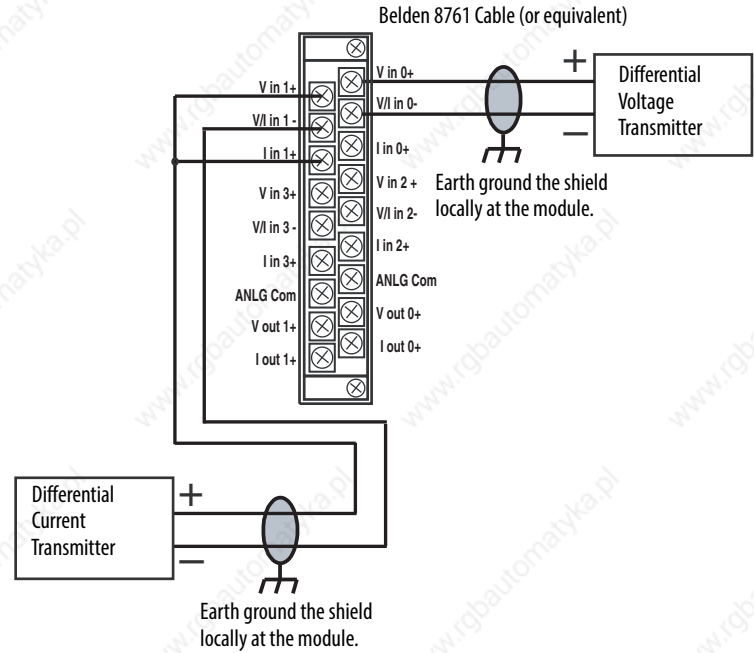 Belden 8761 Cable (or equivalent)
V in 0+
V/I in 0-
I in 0+
V in 2 +
V/I in 2-
I in 2+
ANLG Com
V out 0+
I out 0+
V in 1+
V/I in 1 -
I in 1+
V in 3+
V/I in 3 -
I in 3+
ANLG Com
V out 1+
I out 1+
+
Differential
Voltage
Transmitter
−
Earth ground the shield
locally at the module.
Differential
Current
Transmitter
+
−
Earth ground the shield
locally at the module.
www.rgbautomatyka.pl